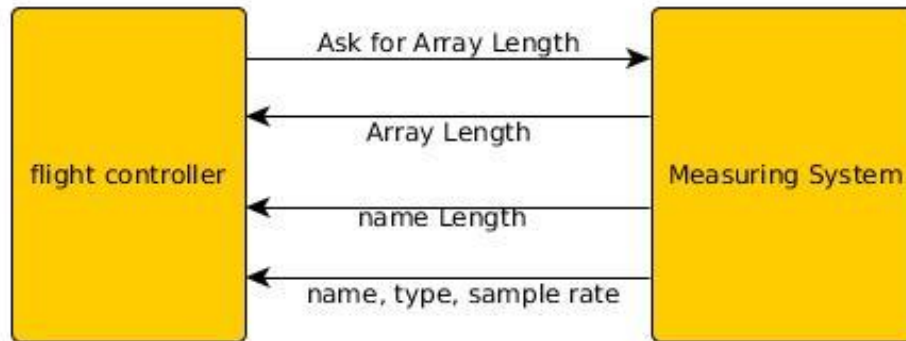 Ask for Array Length
Array Length
flight controller
Measuring System
name Length
name, type, sample rate